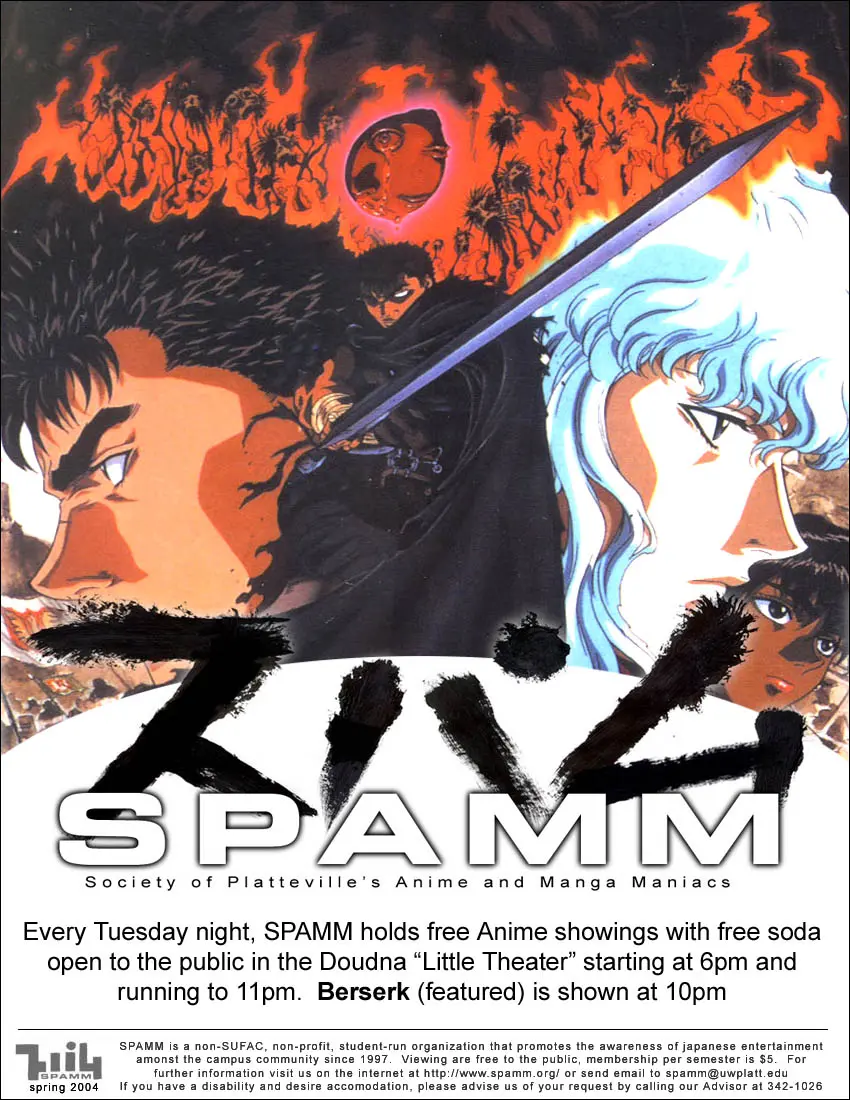 スパム
SPAMM
Society of Platteville's Anime and Manga Maniacs
Every Tuesday night, SPAMM holds free Anime showings with free soda
open to the public in the Doudna “Little Theater” starting at 6pm and
running to 11pm. Berserk (featured) is shown at 10pm
スパム
SPAMM
spring 2004
SPAMM is a non-SUFAC, non-profit, student-run organization that promotes the awareness of japanese entertainment
amonst the campus community since 1997. Viewing are free to the public, membership per semester is $5. For
further information visit us on the internet at http://www.spamm.org/ or send email to spamm@uwplatt.edu
If you have a disability and desire accomodation, please advise us of your request by calling our Advisor at 342-1026